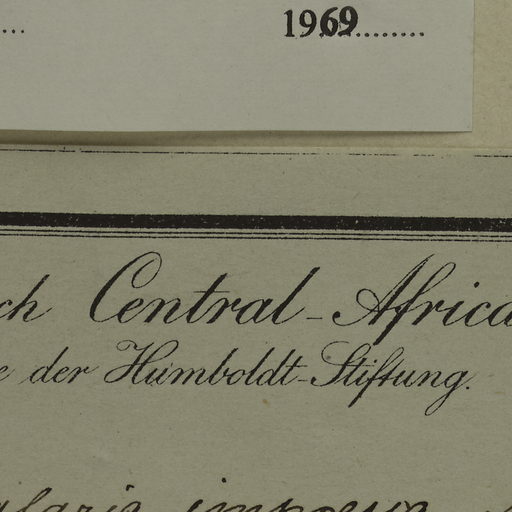 1969
ch Central-Africa
e der Humboldt-Stiftung.